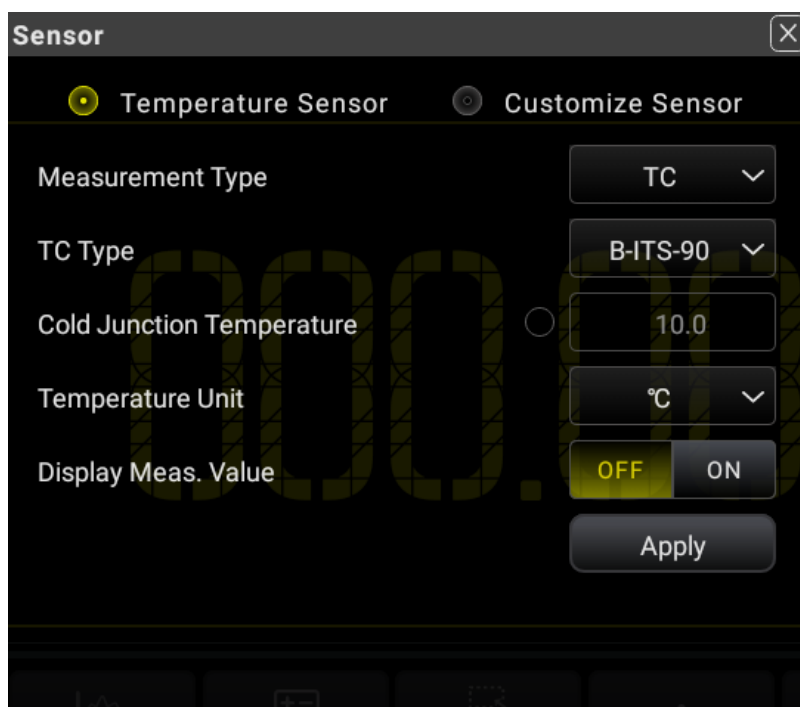 Sensor
Temperature Sensor Customize Sensor
Measurement Type TC
TC Type B-ITS-90
Cold Junction Temperature 10.0
Temperature Unit °C
Display Meas. Value OFF ON
Apply